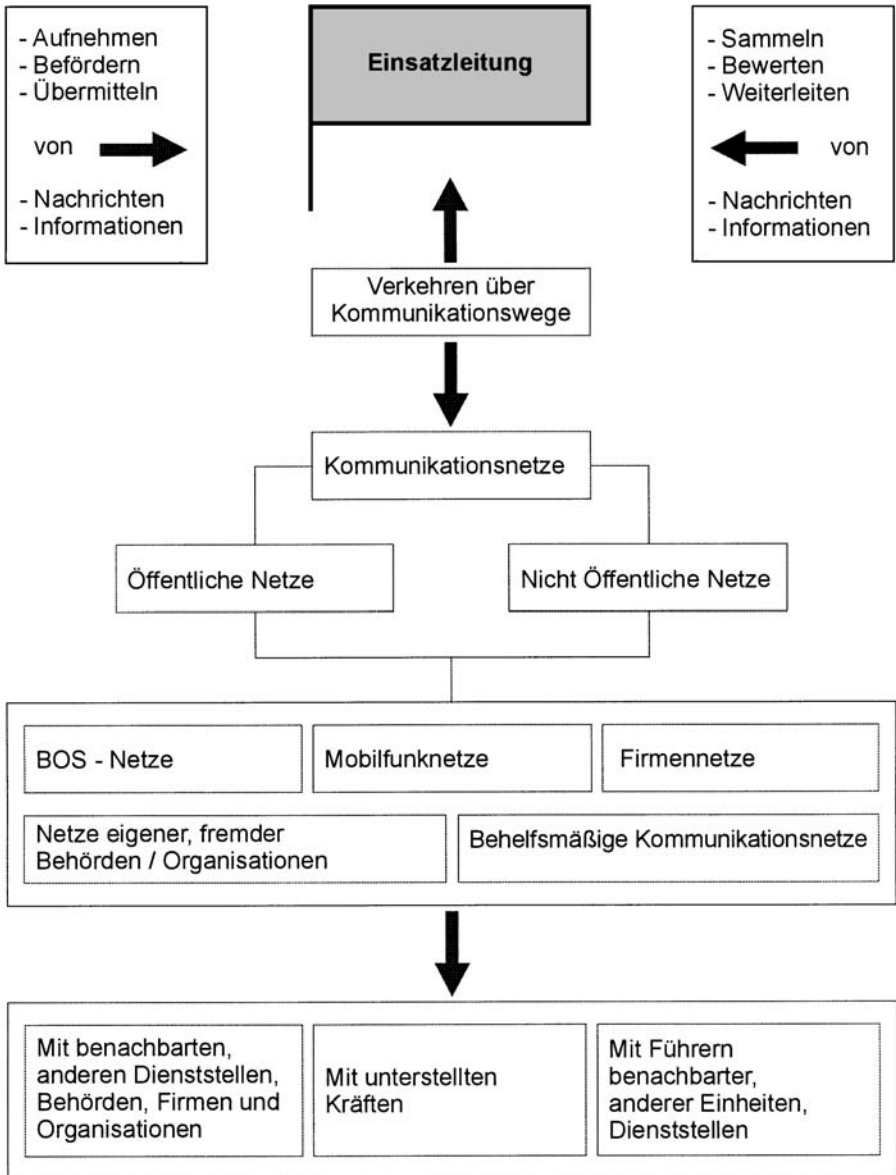 - Aufnehmen
- Befördern
- Übermitteln
von
- Nachrichten
- Informationen
Einsatzleitung
- Sammeln
- Bewerten
- Weiterleiten
von
- Nachrichten
- Informationen
Verkehren über
Kommunikationswege
Kommunikationsnetze
Öffentliche Netze
Nicht Öffentliche Netze
BOS - Netze
Mobilfunknetze
Firmennetze
Netze eigener, fremder
Behörden / Organisationen
Behelfsmäßige Kommunikationsnetze
Mit benachbarten,
anderen Dienststellen,
Behörden, Firmen und
Organisationen
Mit unterstellten
Kräften
Mit Führern
benachbarter,
anderer Einheiten,
Dienststellen